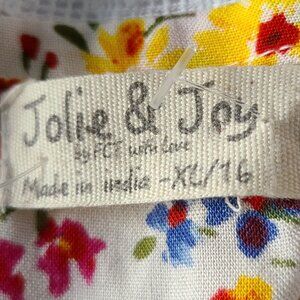 Jolie & Joy.
by FCT with Love
Made in india - XL/16